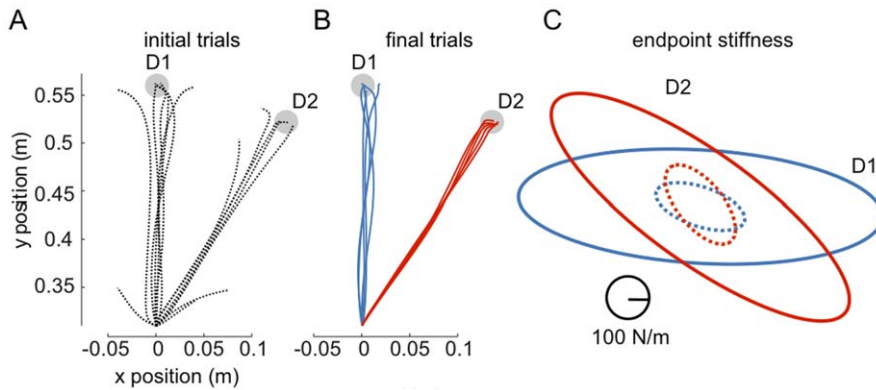 A
initial trials
D1
D2
y position (m)
0.55
0.5
0.45
0.4
0.35
-0.05
0
0.05
0.1
x position (m)
B
final trials
D1
D2
-0.05
0
0.05
0.1
C
endpoint stiffness
D2
D1
100 N/m